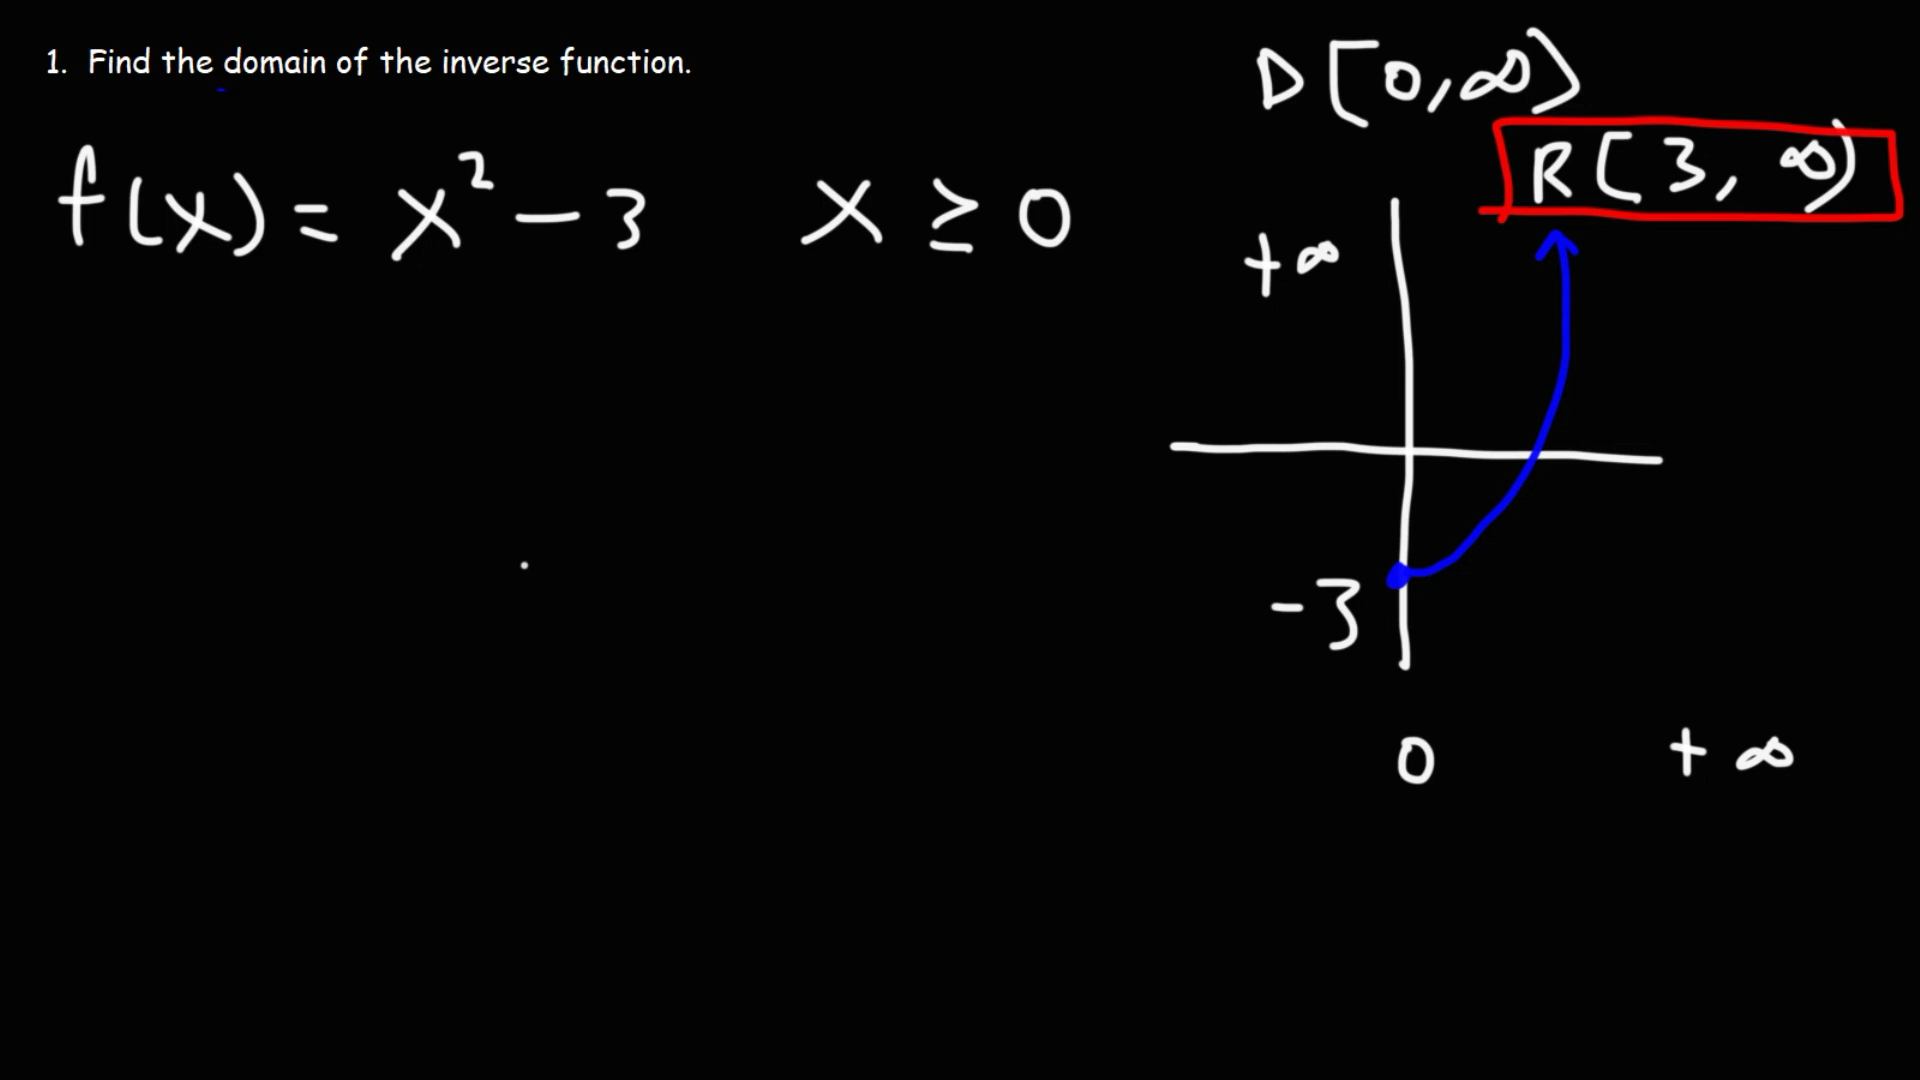 1. Find the domain of the inverse function.
D [0, ∞)
R [3, ∞)
f(x) = x² - 3 x ≥ 0
+ ∞
-3
0 + ∞